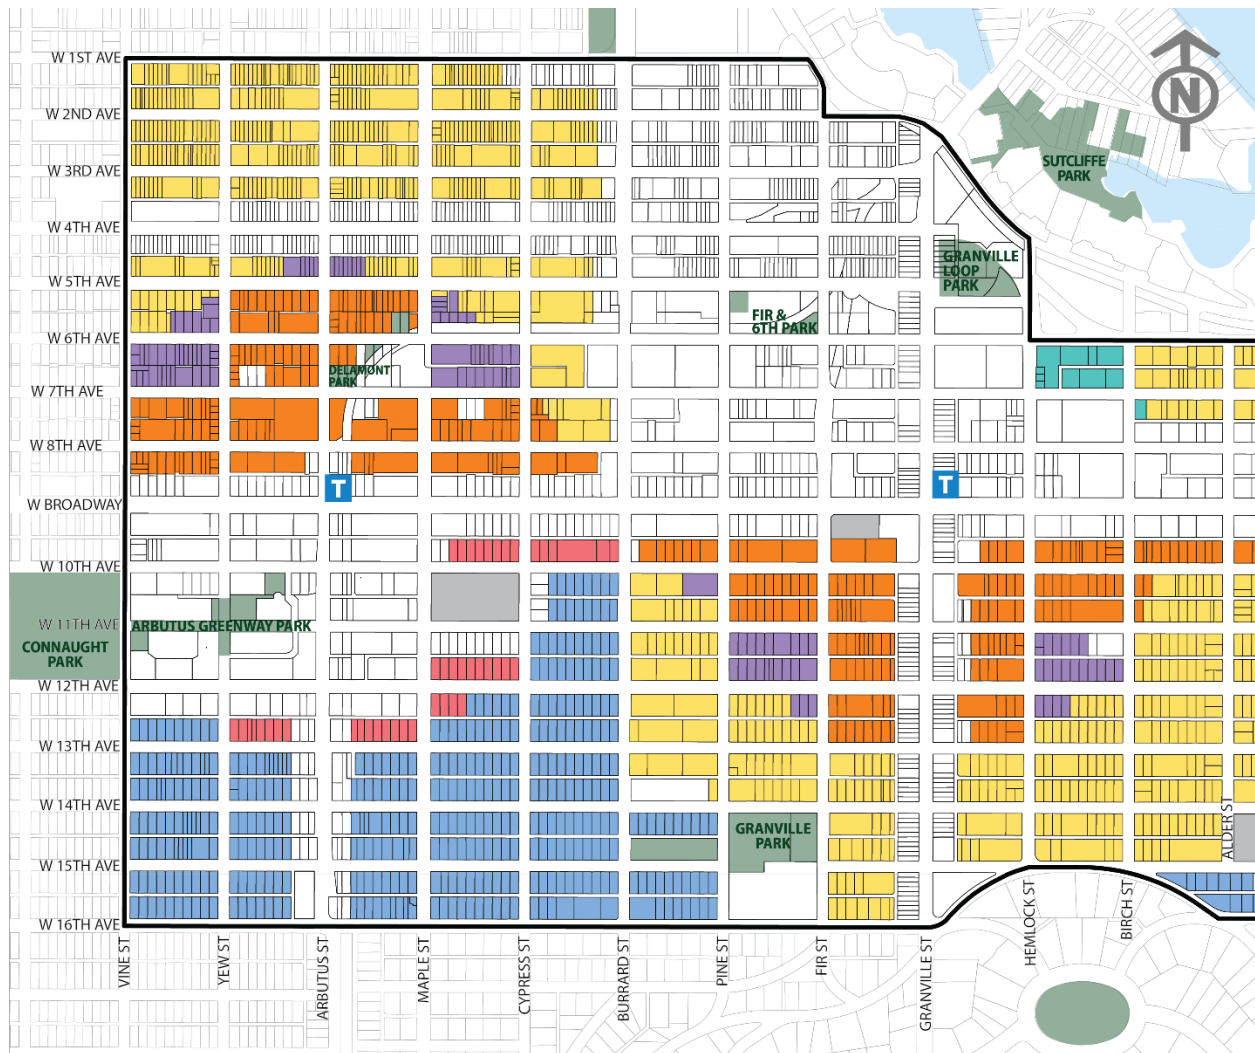 W 1ST AVE
N
W 2ND AVE
W 3RD AVE
SUTCLIFFE
PARK
W 4TH AVE
GRANVILLE
LOOP
PARK
W 5TH AVE
FIR &
6TH PARK
W 6TH AVE
DELAMONT
PARK
W 7TH AVE
W 8TH AVE
T
T
W BROADWAY
W 10TH AVE
W 11TH AVE
ARBUTUS GREENWAY PARK
CONNAUGHT
PARK
W 12TH AVE
W 13TH AVE
W 14TH AVE
ALDER ST
GRANVILLE
PARK
W 15TH AVE
W 16TH AVE
VINE ST
YEW ST
ARBUTUS ST
MAPLE ST
CYPRESS ST
BURRARD ST
PINE ST
FIR ST
GRANVILLE ST
HEMLOCK ST
BIRCH ST